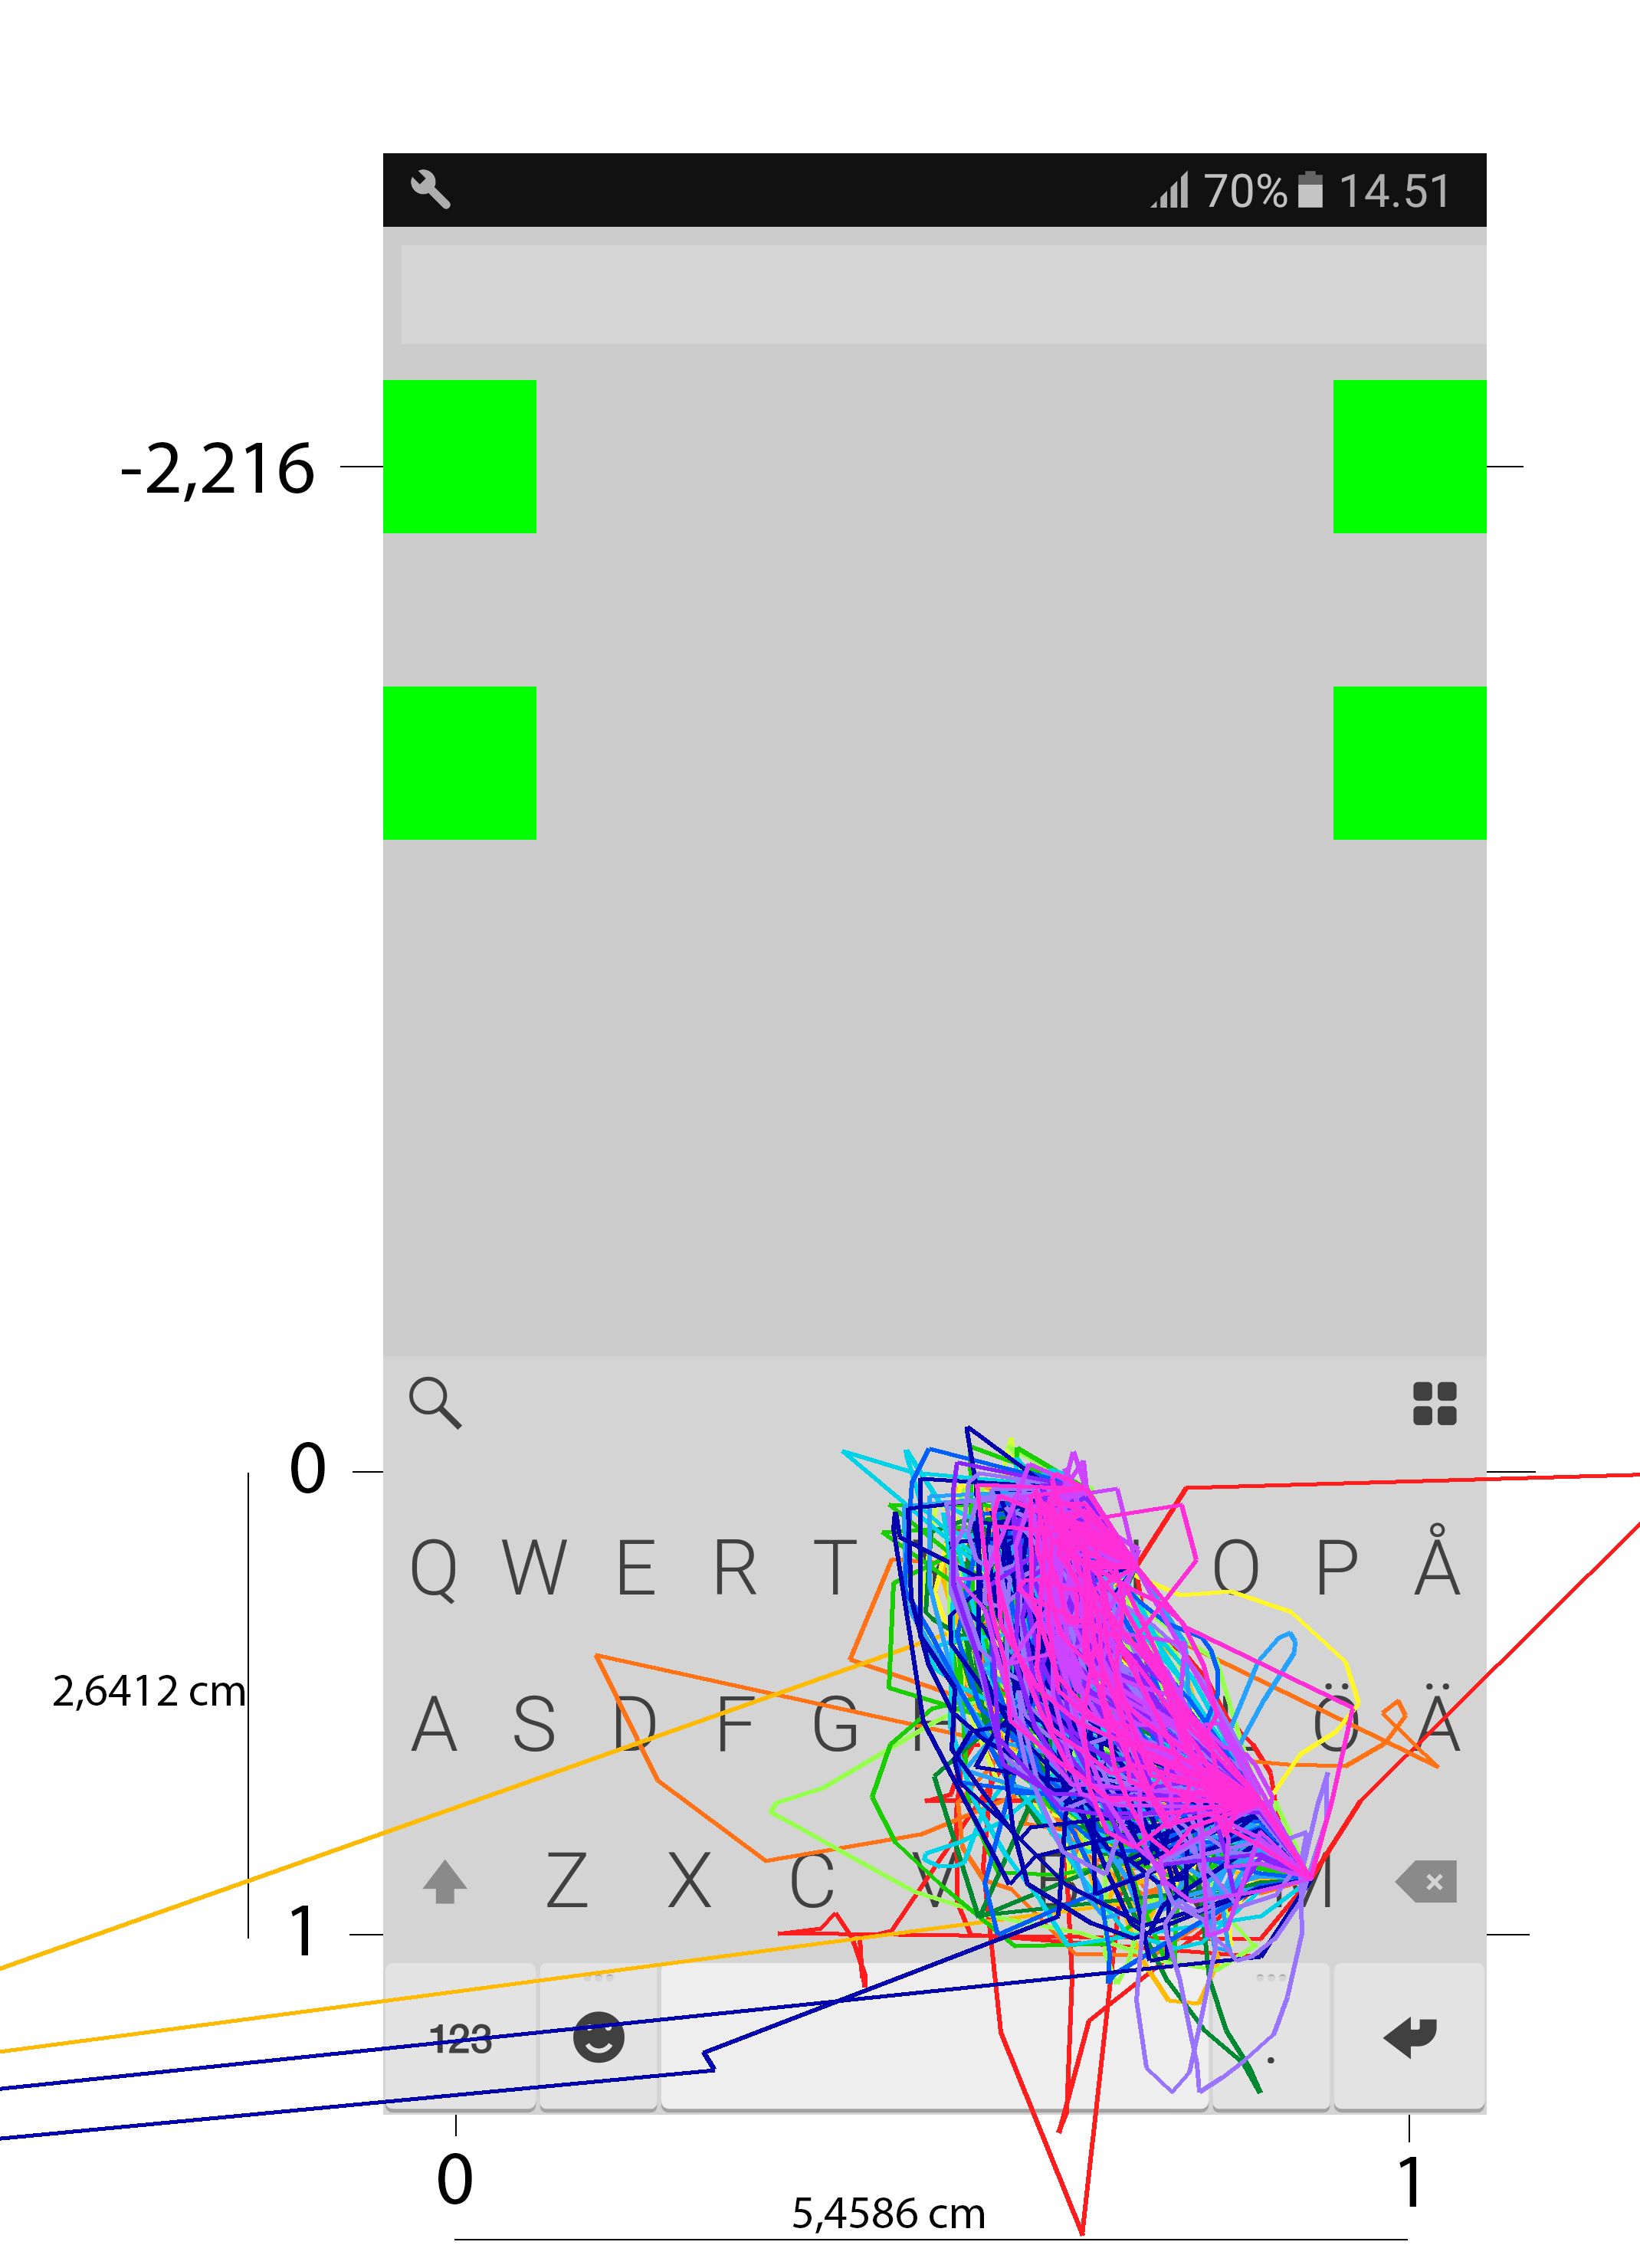 70% 14.51
-2,216
0
Q W E R T O P Å
A S D F G Ö Ä
2,6412 cm
Z X C V
1
123
.
0 1
5,4586 cm